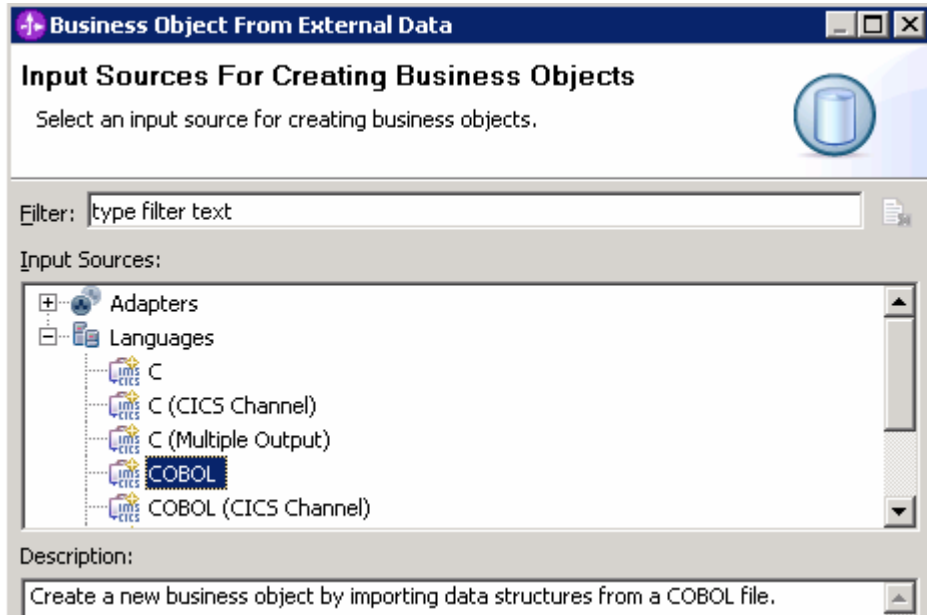 Business Object From External Data
Input Sources For Creating Business Objects
Select an input source for creating business objects.
Filter: type filter text
Input Sources:
Adapters
Languages
C
C (CICS Channel)
C (Multiple Output)
COBOL
COBOL (CICS Channel)
Description:
Create a new business object by importing data structures from a COBOL file.